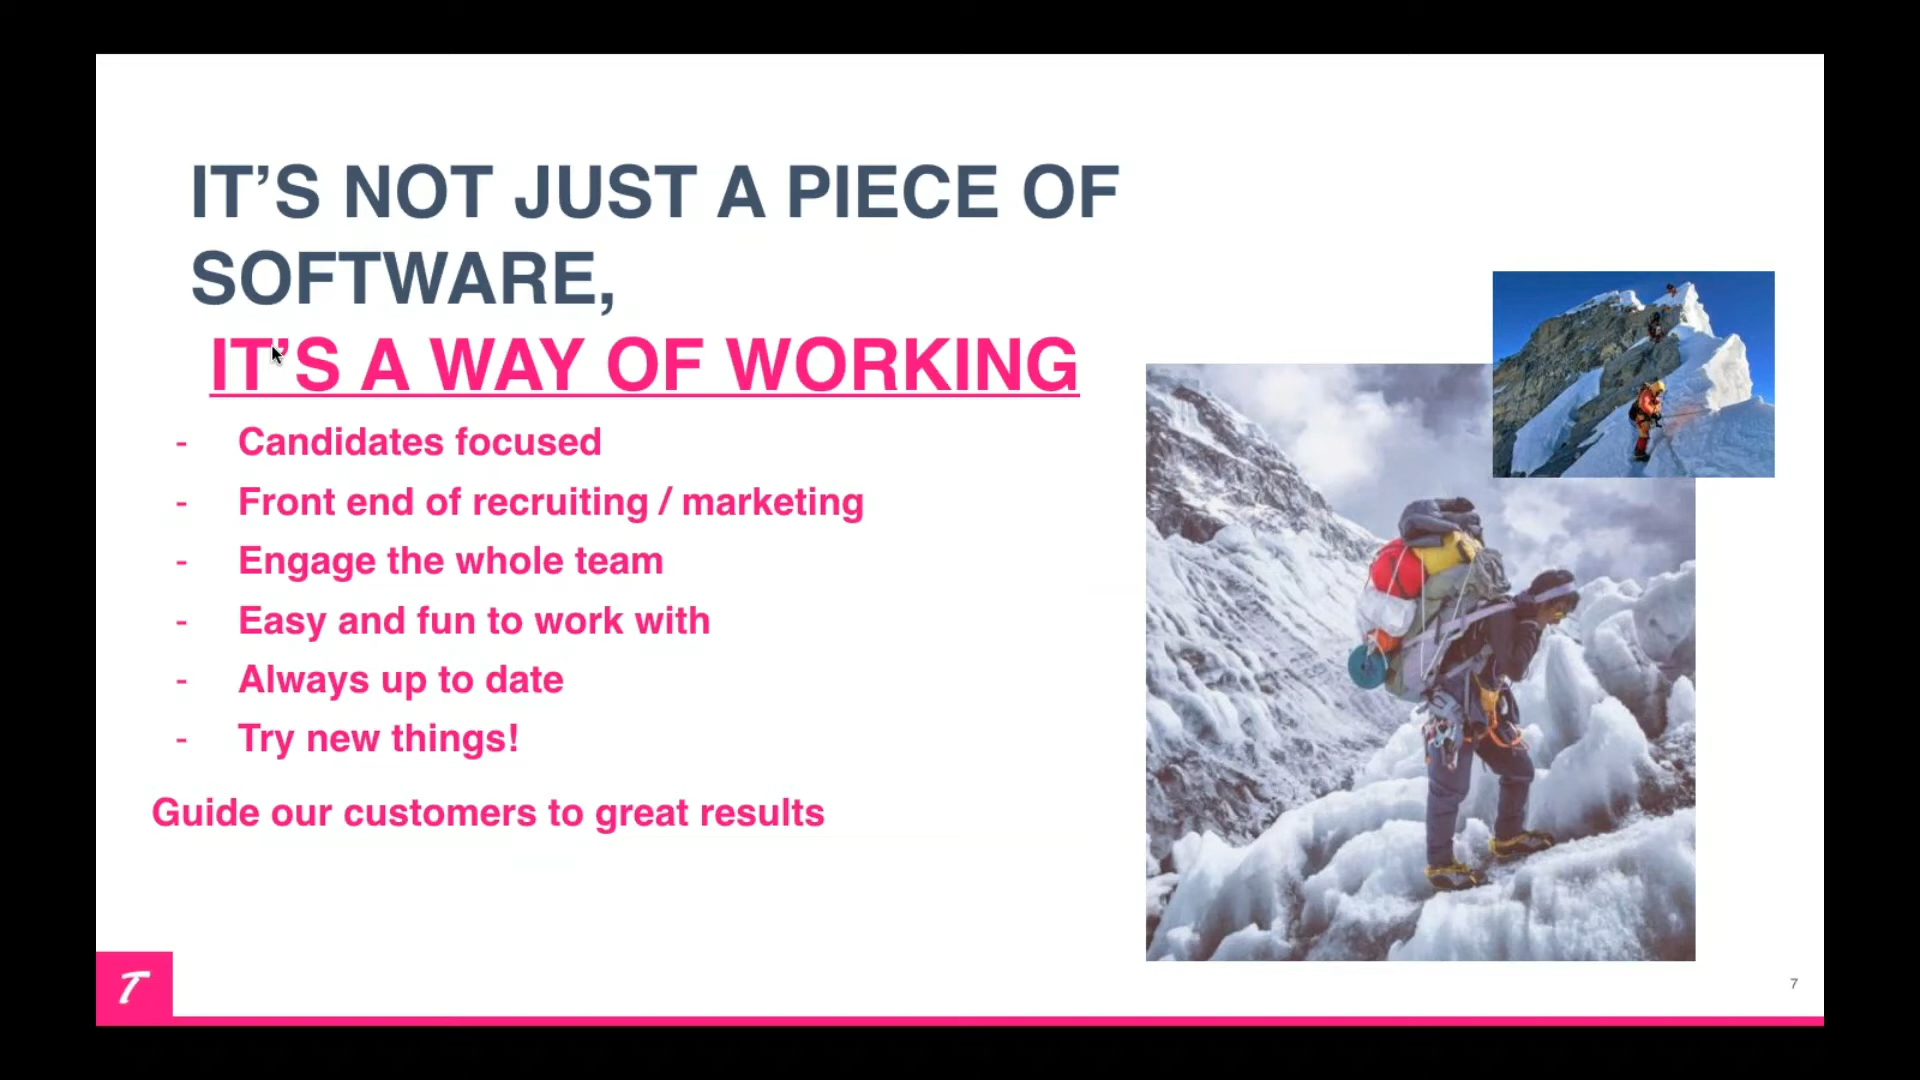 IT’S NOT JUST A PIECE OF
SOFTWARE,
IT’S A WAY OF WORKING
- Candidates focused
- Front end of recruiting / marketing
- Engage the whole team
- Easy and fun to work with
- Always up to date
- Try new things!
Guide our customers to great results
T
7